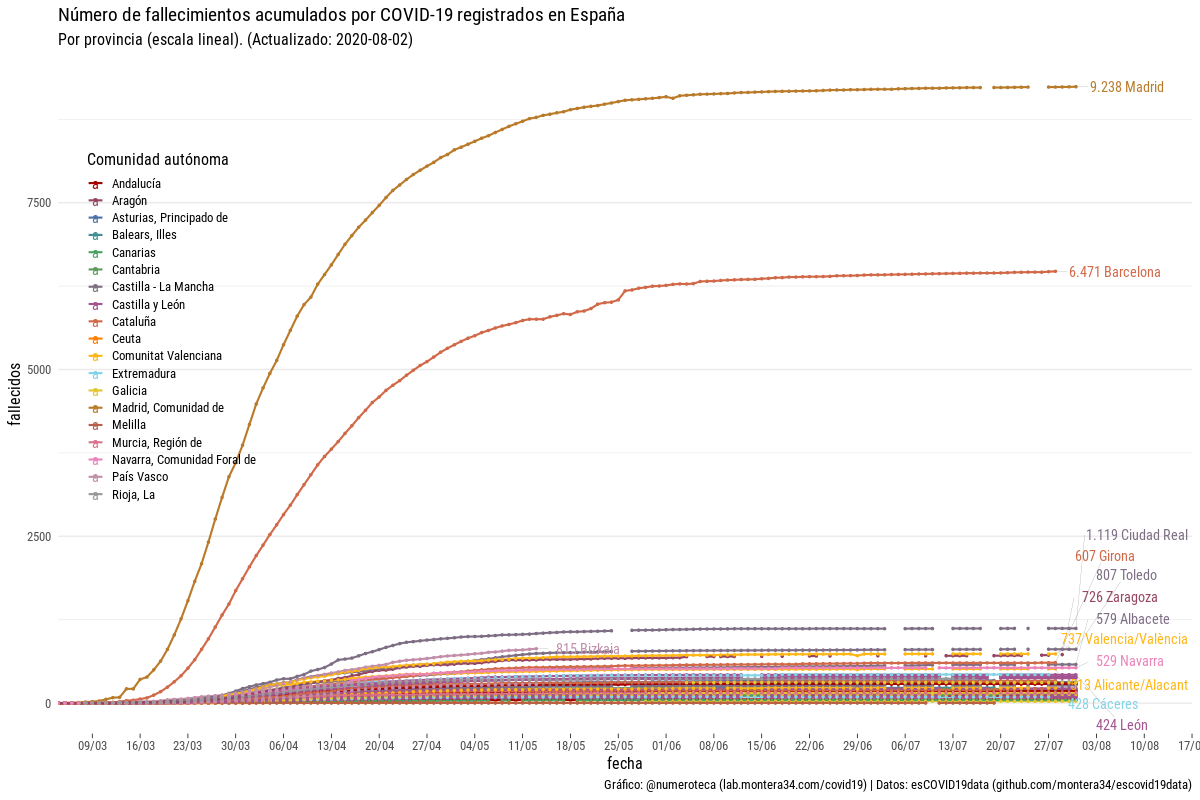 Número de fallecimientos acumulados por COVID-19 registrados en España
Por provincia (escala lineal). (Actualizado: 2020-08-02)
9.238 Madrid
Comunidad autónoma
Andalucía
Aragón
Asturias, Principado de
Balears, Illes
Canarias
Cantabria
Castilla - La Mancha
Castilla y León
Cataluña
Ceuta
Comunitat Valenciana
Extremadura
Galicia
Madrid, Comunidad de
Melilla
Murcia, Región de
Navarra, Comunidad Foral de
País Vasco
Rioja, La
7500
6.471 Barcelona
5000
fallecidos
2500
1.119 Ciudad Real
607 Girona
807 Toledo
726 Zaragoza
579 Albacete
737 Valencia/València
815 Bizkaia
529 Navarra
Alicante/Alacant
428 Cáceres
0
424 León
09/03 16/03 23/03 30/03 06/04 13/04 20/04 27/04 04/05 11/05 18/05 25/05 01/06 08/06 15/06 22/06 29/06 06/07 13/07 20/07 27/07 03/08 10/08 17/0
fecha
Gráfico: @numeroteca (lab.montera34.com/covid19) | Datos: esCOVID19data (github.com/montera34/escovid19data)